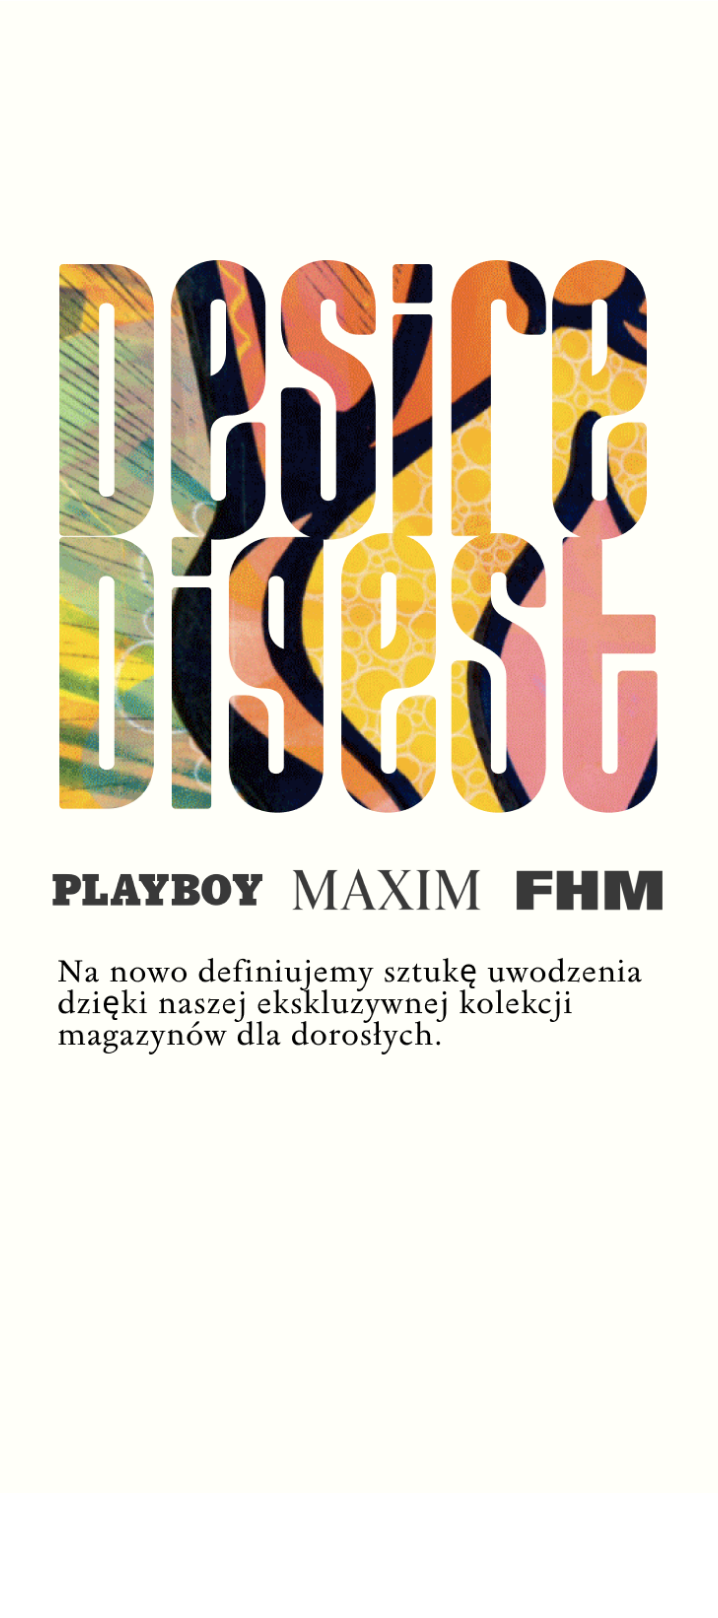 Desire
Digest
PLAYBOY MAXIM FHM
Na nowo definiujemy sztukę uwodzenia
dzięki naszej ekskluzywnej kolekcji
magazynów dla dorosłych.